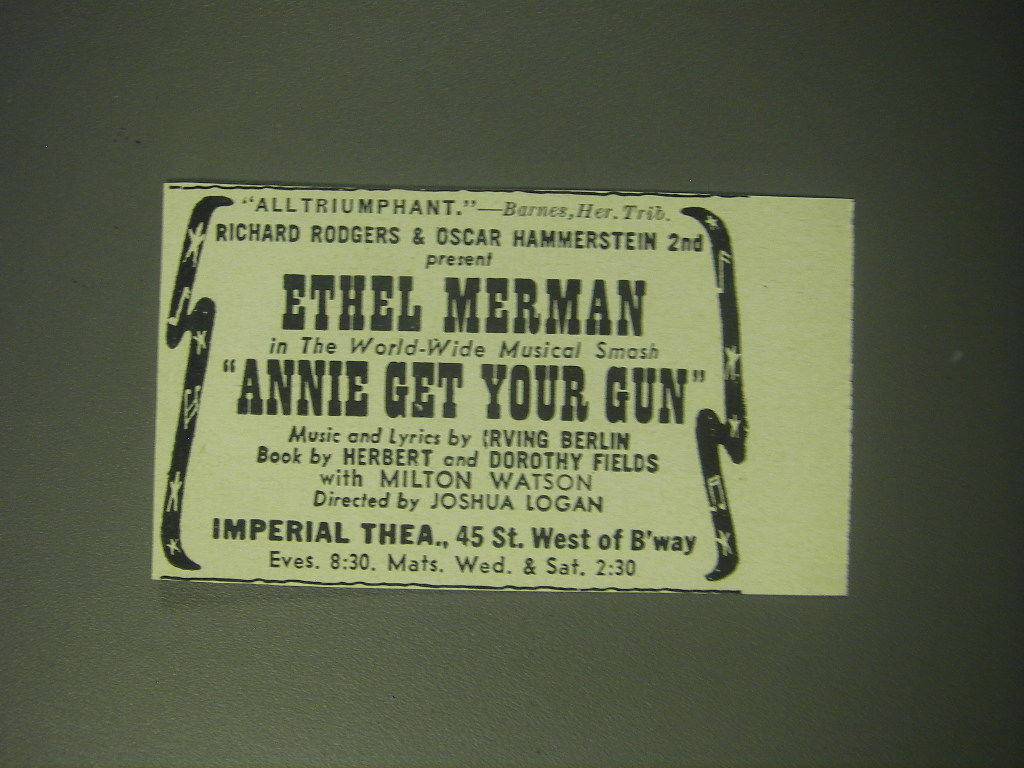 "ALL TRIUMPHANT."—Barnes, Her. Trib.
RICHARD RODGERS & OSCAR HAMMERSTEIN 2nd
present
ETHEL MERMAN
in The World-Wide Musical Smash
"ANNIE GET YOUR GUN"
Music and Lyrics by IRVING BERLIN
Book by HERBERT and DOROTHY FIELDS
with MILTON WATSON
Directed by JOSHUA LOGAN
IMPERIAL THEA., 45 St. West of B'way
Eves. 8:30. Mats. Wed. & Sat. 2:30